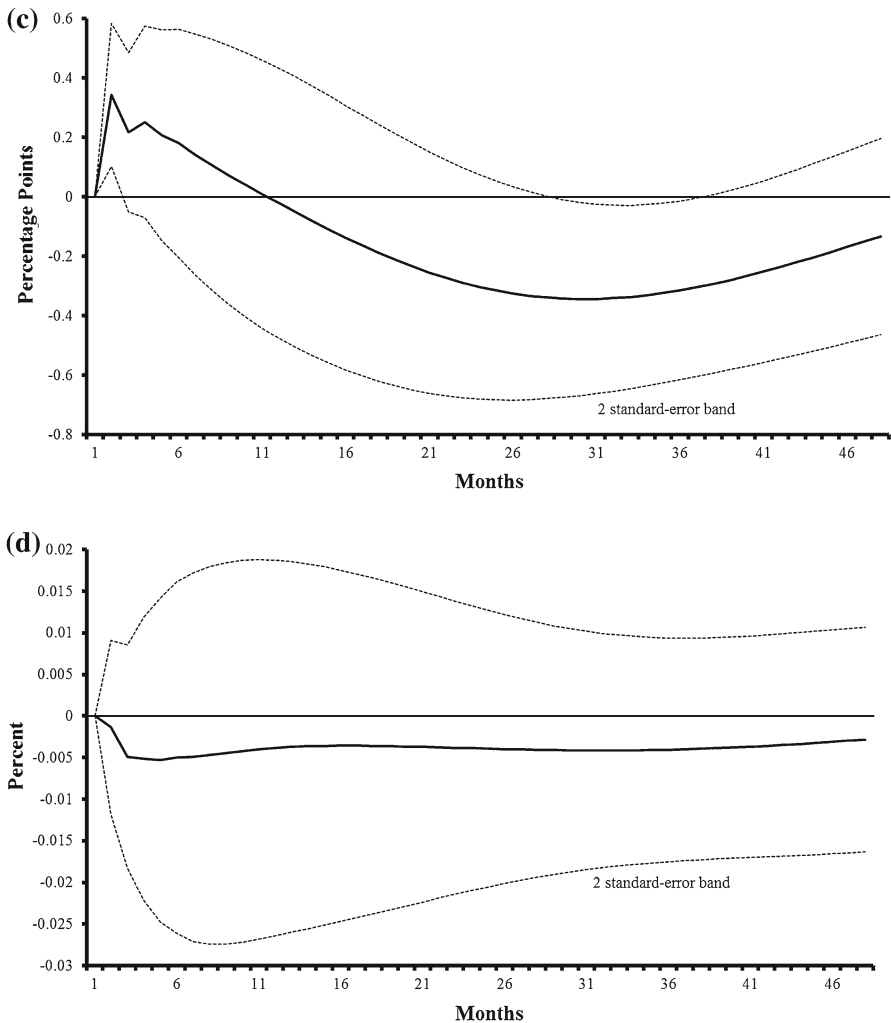 (c)
0.6
0.4
0.2
0
-0.2
-0.4
-0.6
-0.8
Percentage Points
2 standard-error band
1 6 11 16 21 26 31 36 41 46
Months
(d)
0.02
0.015
0.01
0.005
0
-0.005
-0.01
-0.015
-0.02
-0.025
-0.03
Percent
2 standard-error band
1 6 11 16 21 26 31 36 41 46
Months